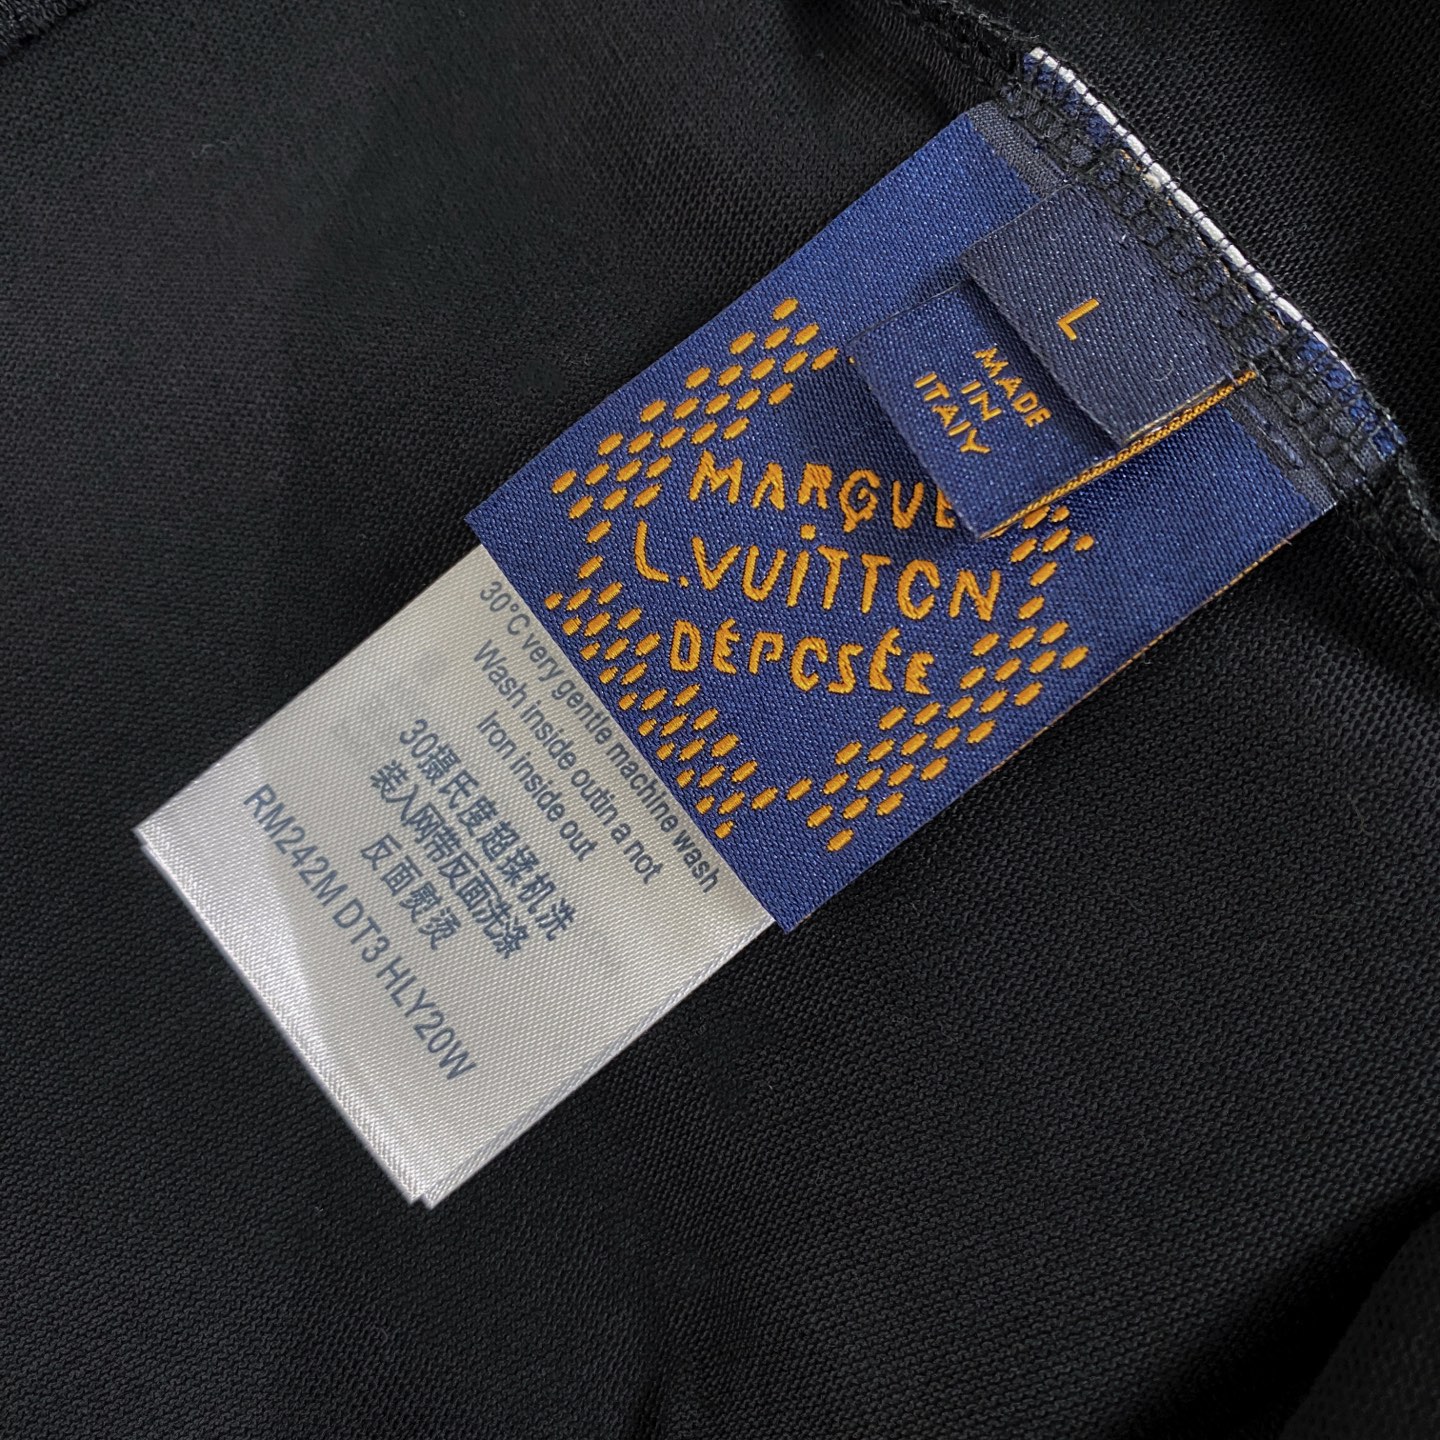 L
MADE
IN
ITALY
MARQUE
L.VUITTON
DÉPOSÉE
30°C very gentle machine wash
Wash inside outin a not
Iron inside out
30摄氏度超揉机洗
装入网带反面洗涤
反面熨烫
RM242M DT3 HLY20W